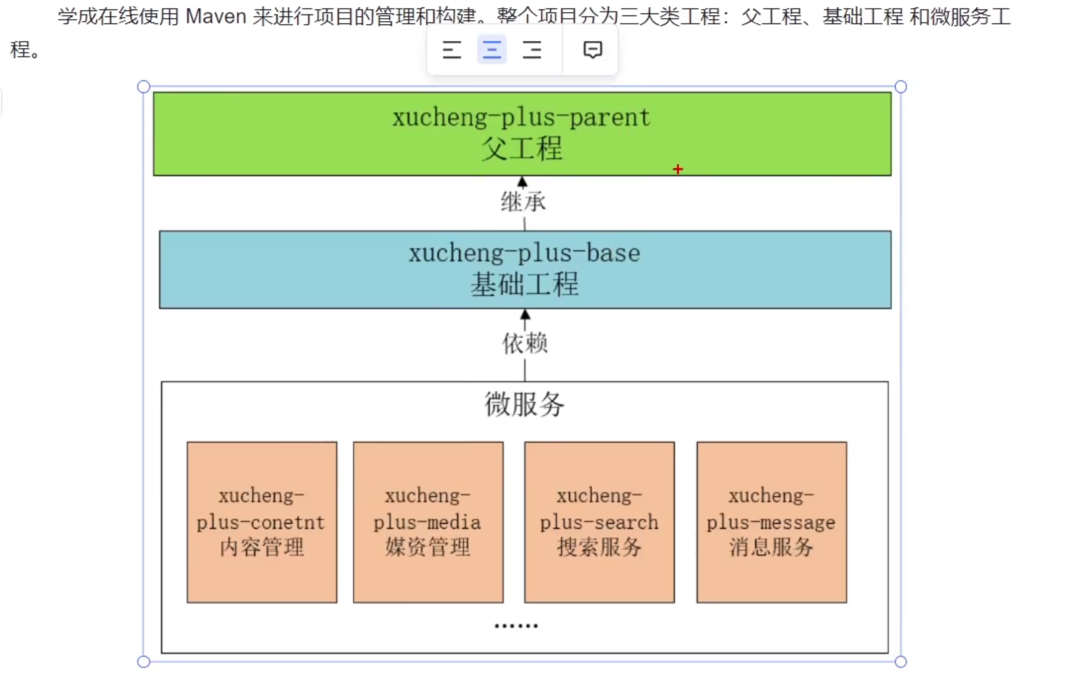 学成在线使用 Maven 来进行项目的管理和构建。整个项目分为三大类工程：父工程、基础工程 和微服务工
程。
xucheng-plus-parent
父工程
继承
xucheng-plus-base
基础工程
依赖
微服务
xucheng-
plus-conetnt
内容管理
xucheng-
plus-media
媒资管理
xucheng-
plus-search
搜索服务
xucheng-
plus-message
消息服务
......